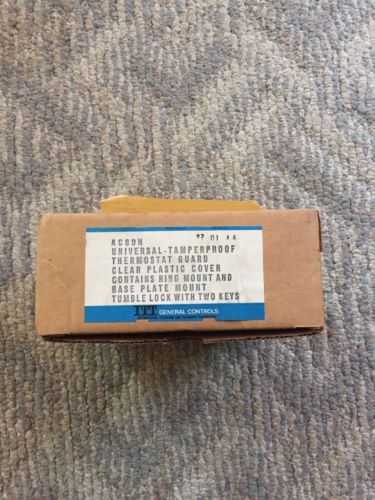 AC89H
UNIVERSAL-TAMPERPROOF
THERMOSTAT GUARD
CLEAR PLASTIC COVER
CONTAINS RING MOUNT AND
BASE PLATE MOUNT
TUMBLE LOCK WITH TWO KEYS
ITT GENERAL CONTROLS